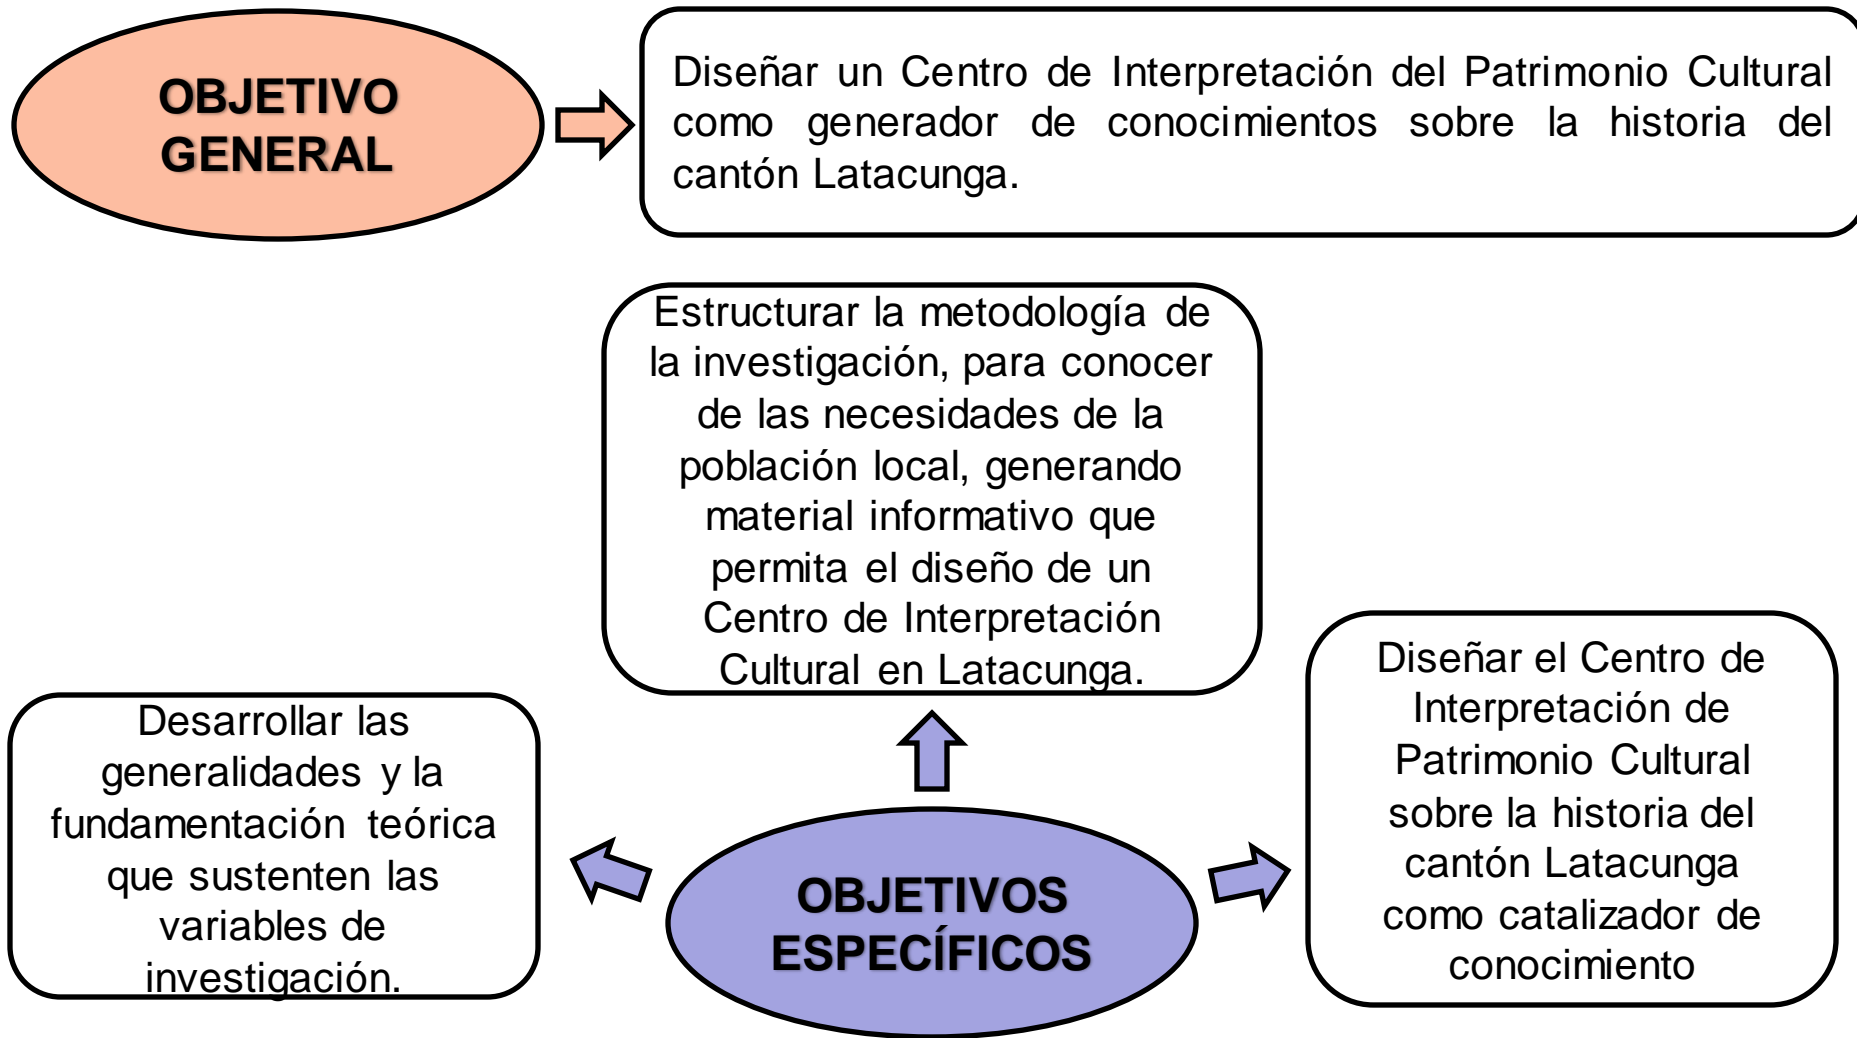 OBJETIVO
GENERAL
Diseñar un Centro de Interpretación del Patrimonio Cultural
como generador de conocimientos sobre la historia del
cantón Latacunga.
Estructurar la metodología de
la investigación, para conocer
de las necesidades de la
población local, generando
material informativo que
permita el diseño de un
Centro de Interpretación
Cultural en Latacunga.
Desarrollar las
generalidades y la
fundamentación teórica
que sustenten las
variables de
investigación.
OBJETIVOS
ESPECÍFICOS
Diseñar el Centro de
Interpretación de
Patrimonio Cultural
sobre la historia del
cantón Latacunga
como catalizador de
conocimiento